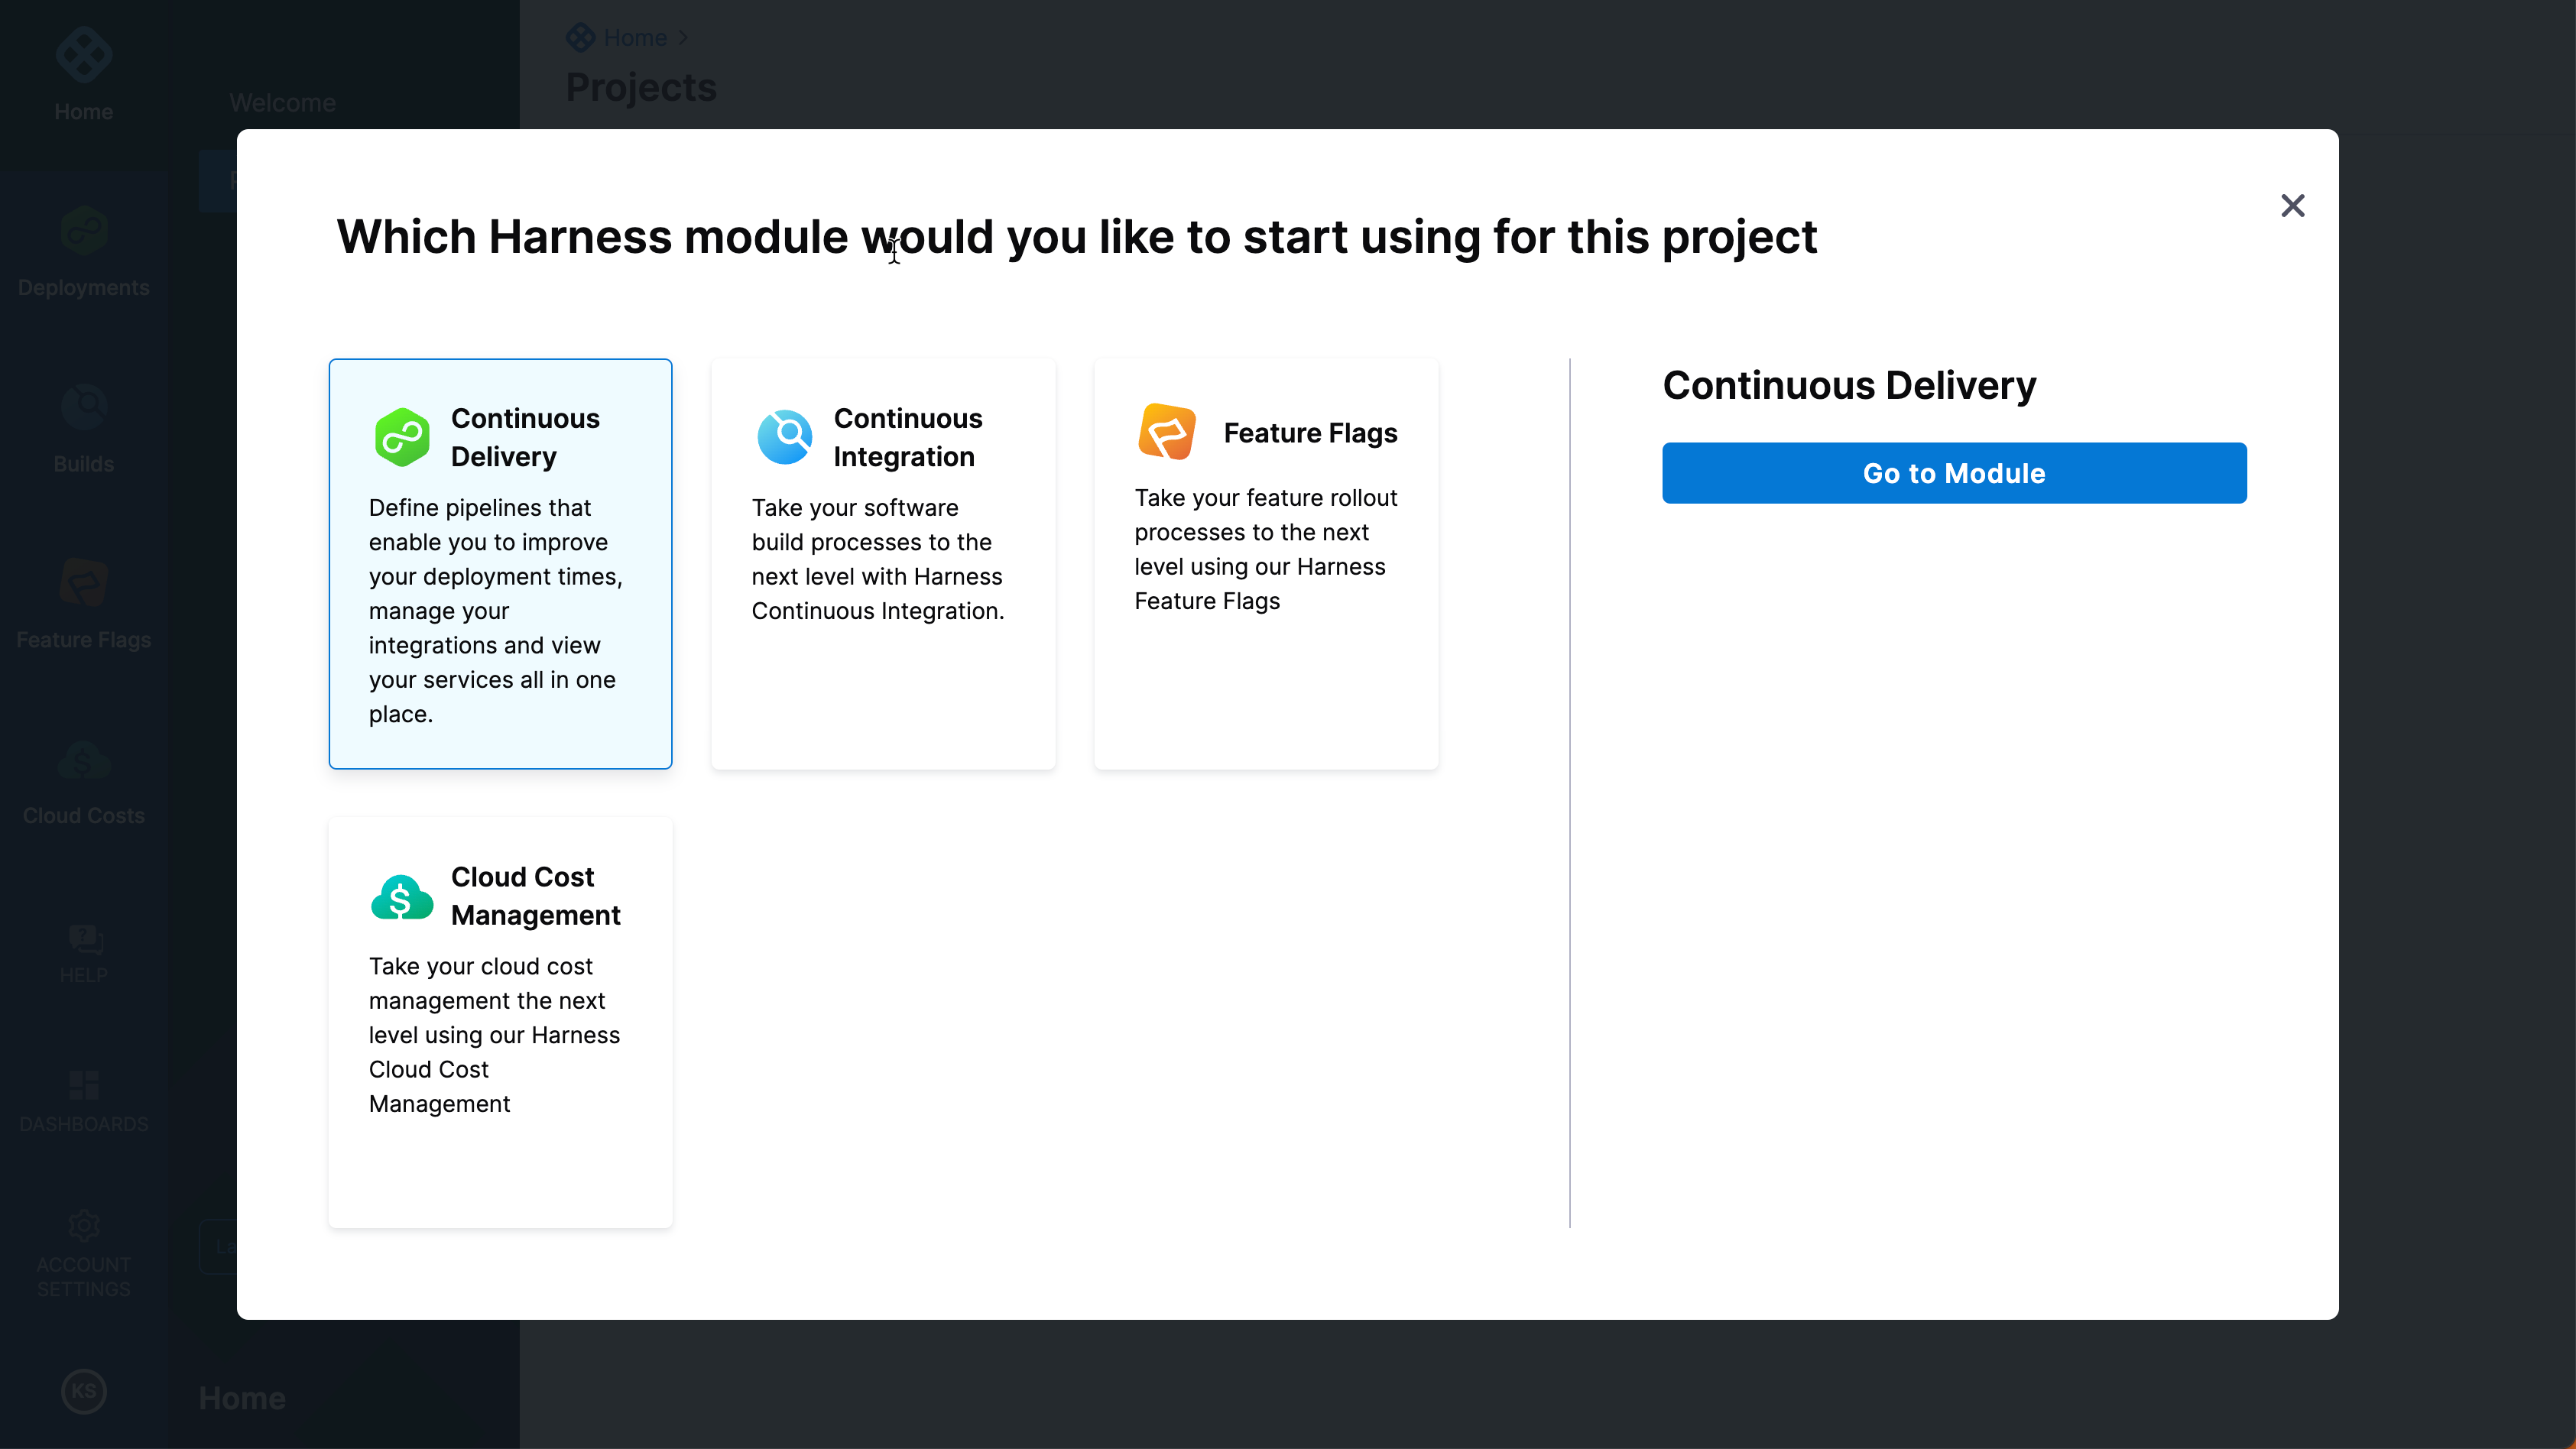 Home
Deployments
Builds
Feature Flags
Cloud Costs
HELP
DASHBOARDS
ACCOUNT
SETTINGS
KS
Welcome
Home
Home
Projects
Which Harness module would you like to start using for this project
Continuous
Delivery
Define pipelines that
enable you to improve
your deployment times,
manage your
integrations and view
your services all in one
place.
Continuous
Integration
Take your software
build processes to the
next level with Harness
Continuous Integration.
Feature Flags
Take your feature rollout
processes to the next
level using our Harness
Feature Flags
Cloud Cost
Management
Take your cloud cost
management the next
level using our Harness
Cloud Cost
Management
Continuous Delivery
Go to Module